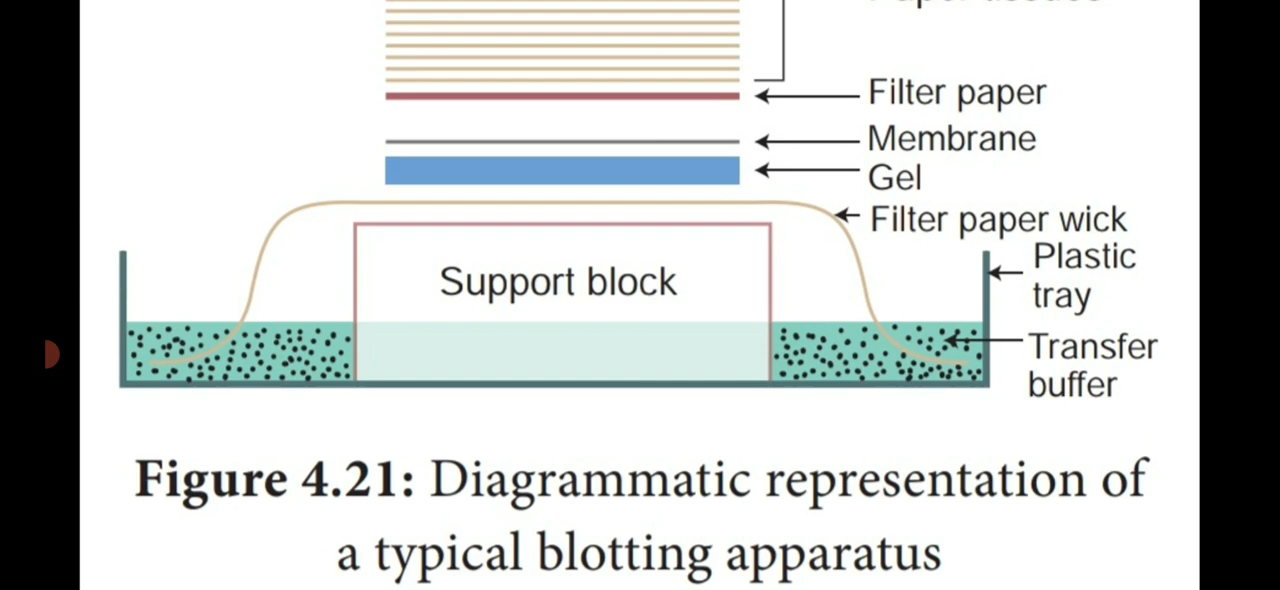 Filter paper
Membrane
Gel
Filter paper wick
Plastic
tray
Support block
Transfer
buffer
Figure 4.21: Diagrammatic representation of
a typical blotting apparatus